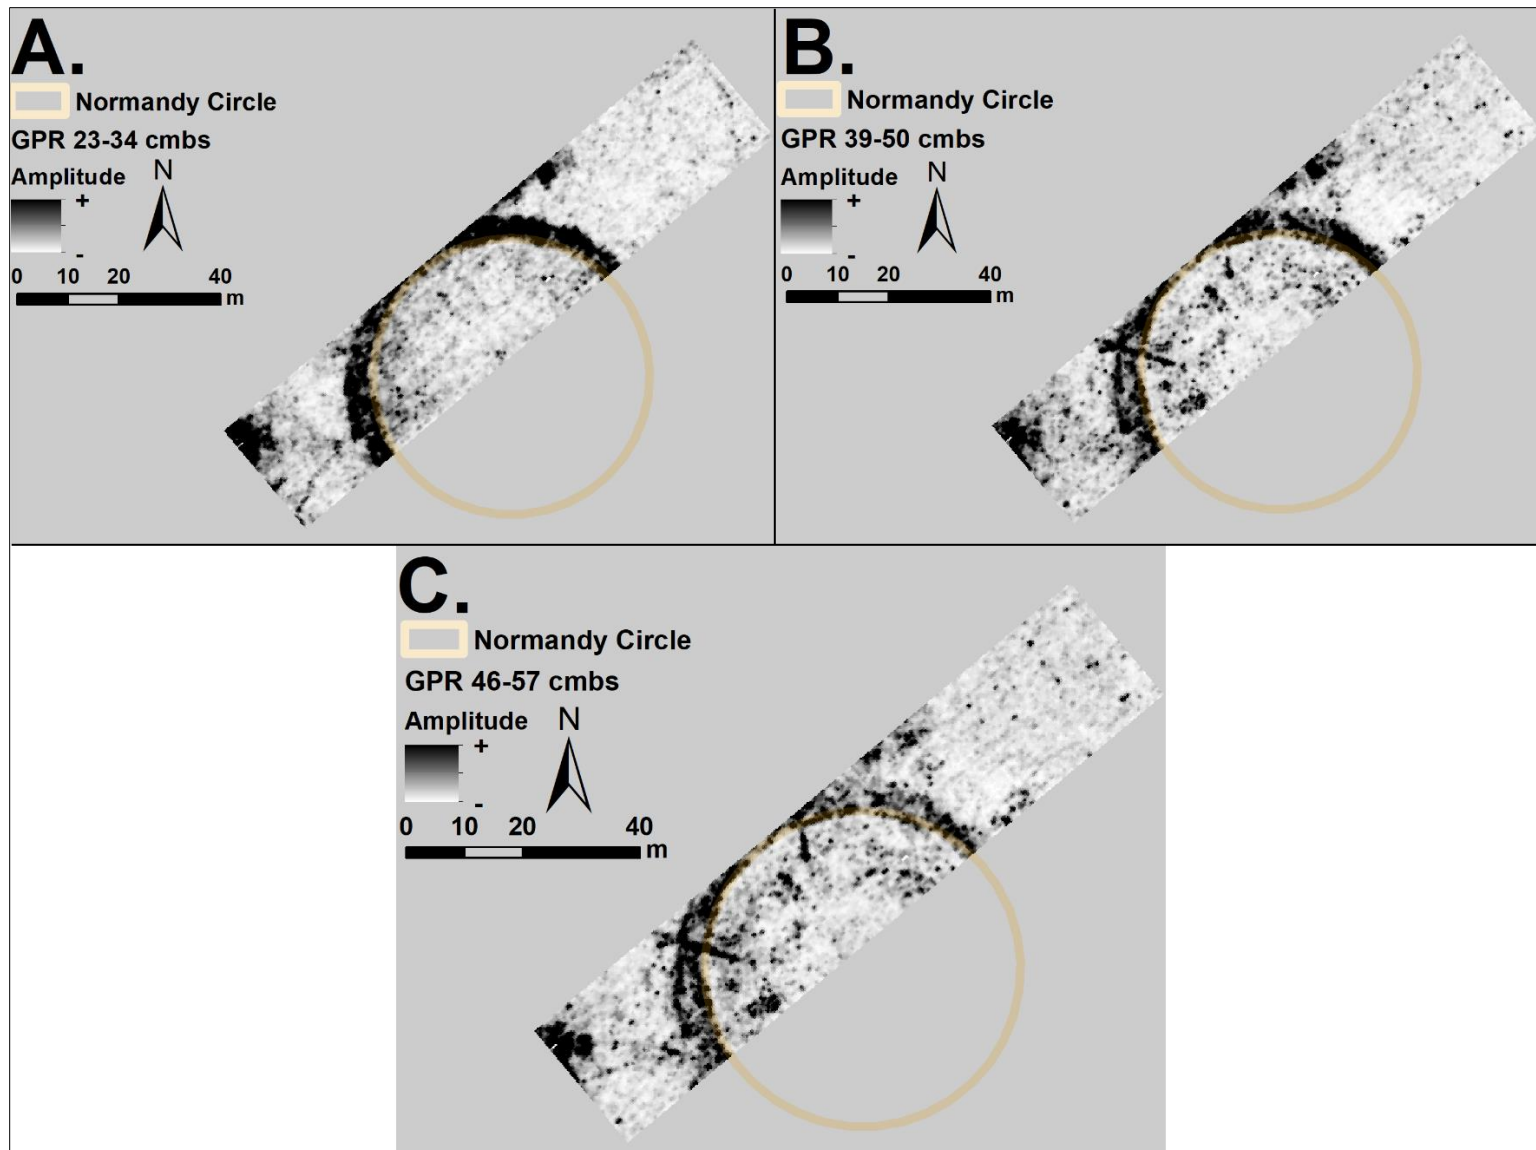 A.
Normandy Circle
GPR 23-34 cmbs
Amplitude
N
+
-
0 10 20 40
m
B.
Normandy Circle
GPR 39-50 cmbs
Amplitude
N
+
-
0 10 20 40
m
C.
Normandy Circle
GPR 46-57 cmbs
Amplitude
N
+
-
0 10 20 40
m